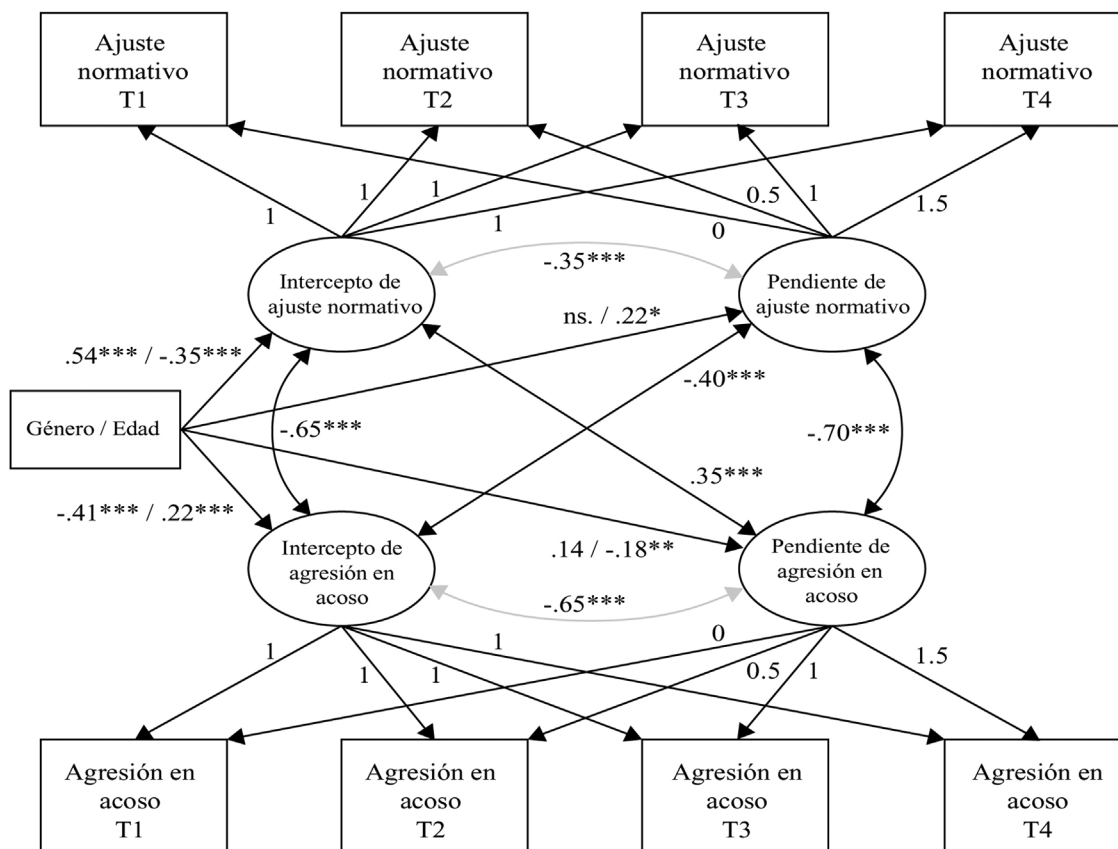 Ajuste
normativo
T1
Ajuste
normativo
T2
Ajuste
normativo
T3
Ajuste
normativo
T4
1
1
1
1
0
0.5
1
1.5
Intercepto de
ajuste normativo
-.35***
Pendiente de
ajuste normativo
ns. / .22*
.54*** / -.35***
-.40***
Género / Edad
-.65***
-.70***
.35***
-.41*** / .22***
.14 / -.18**
Intercepto de
agresión en
acoso
-.65***
Pendiente de
agresión en
acoso
1
1
1
1
0
0.5
1
1.5
Agresión en
acoso
T1
Agresión en
acoso
T2
Agresión en
acoso
T3
Agresión en
acoso
T4